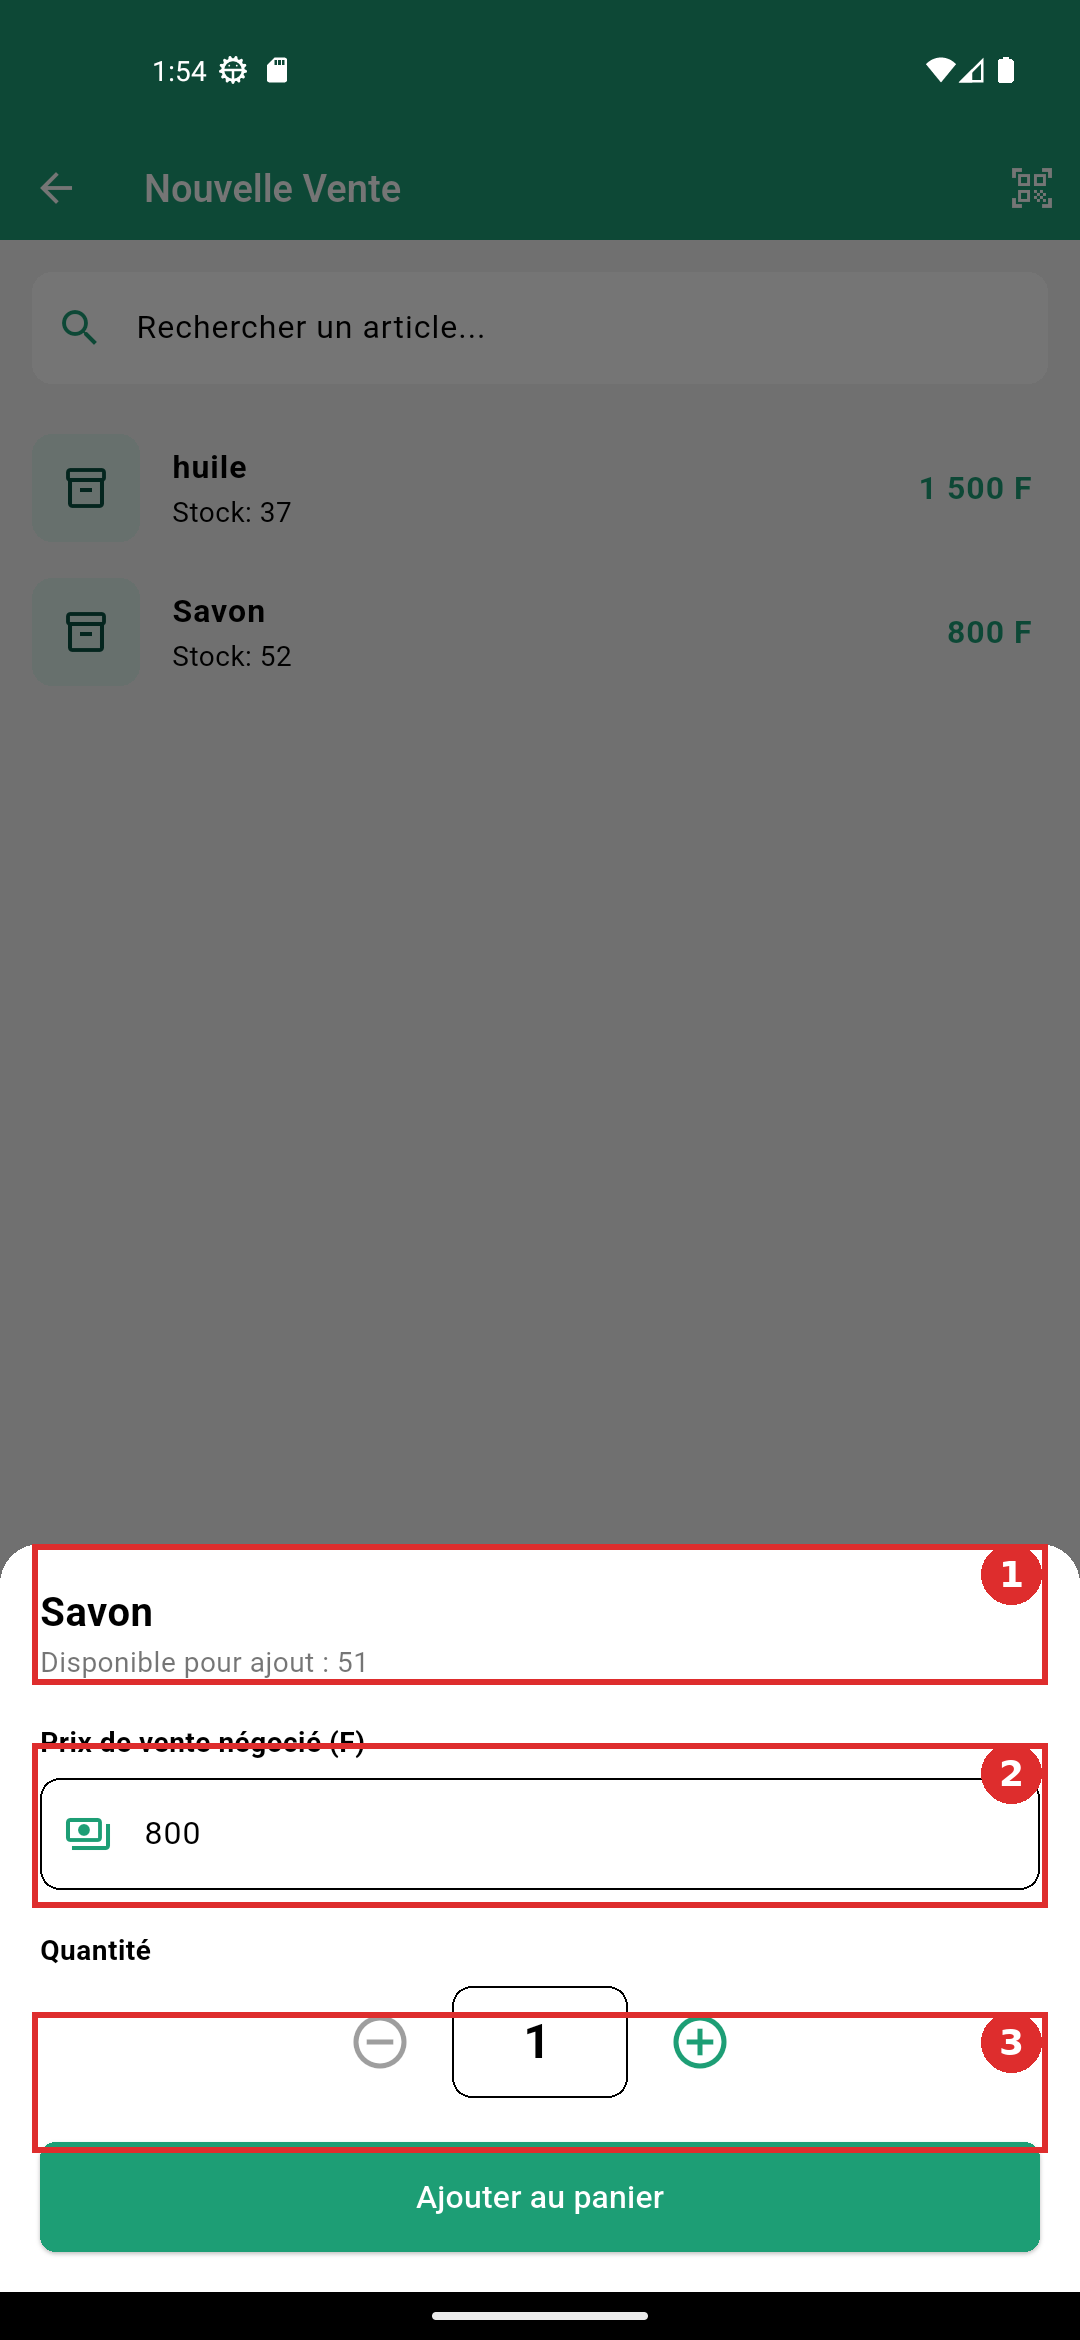 1:54
Nouvelle Vente
Rechercher un article...
huile
Stock: 37
1 500 F
Savon
Stock: 52
800 F
1
Savon
Disponible pour ajout : 51
Prix de vente négocié (F)
2
800
Quantité
1
3
Ajouter au panier